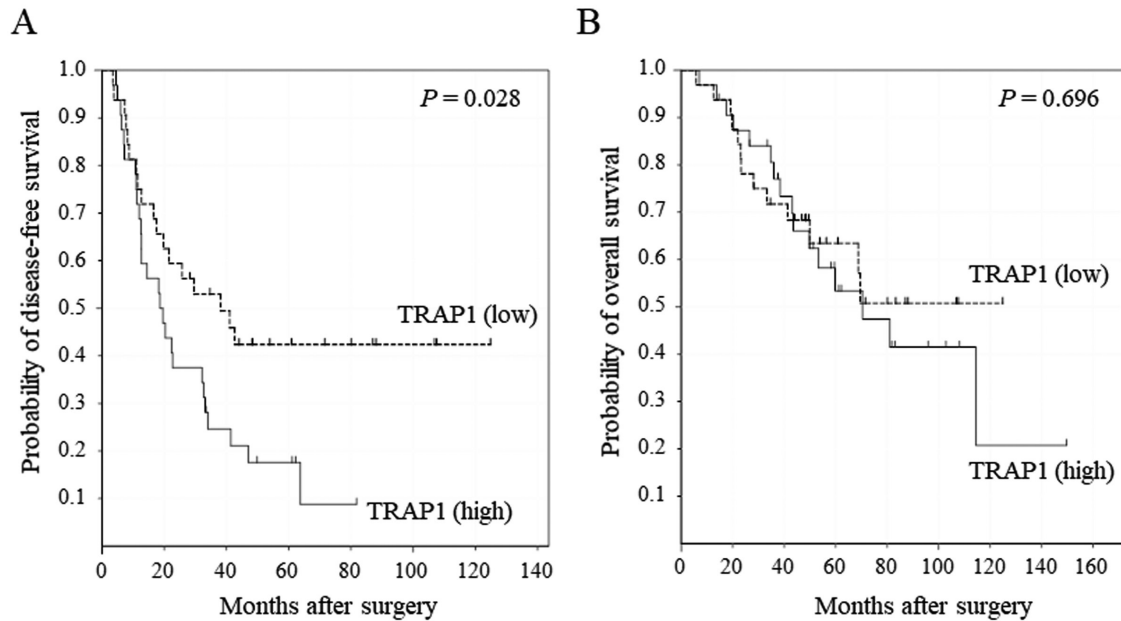 A
Probability of disease-free survival
1.0
0.9
0.8
0.7
0.6
0.5
0.4
0.3
0.2
0.1
P = 0.028
TRAP1 (low)
TRAP1 (high)
0 20 40 60 80 100 120 140
Months after surgery
B
Probability of overall survival
1.0
0.9
0.8
0.7
0.6
0.5
0.4
0.3
0.2
0.1
P = 0.696
TRAP1 (low)
TRAP1 (high)
0 20 40 60 80 100 120 140 160
Months after surgery